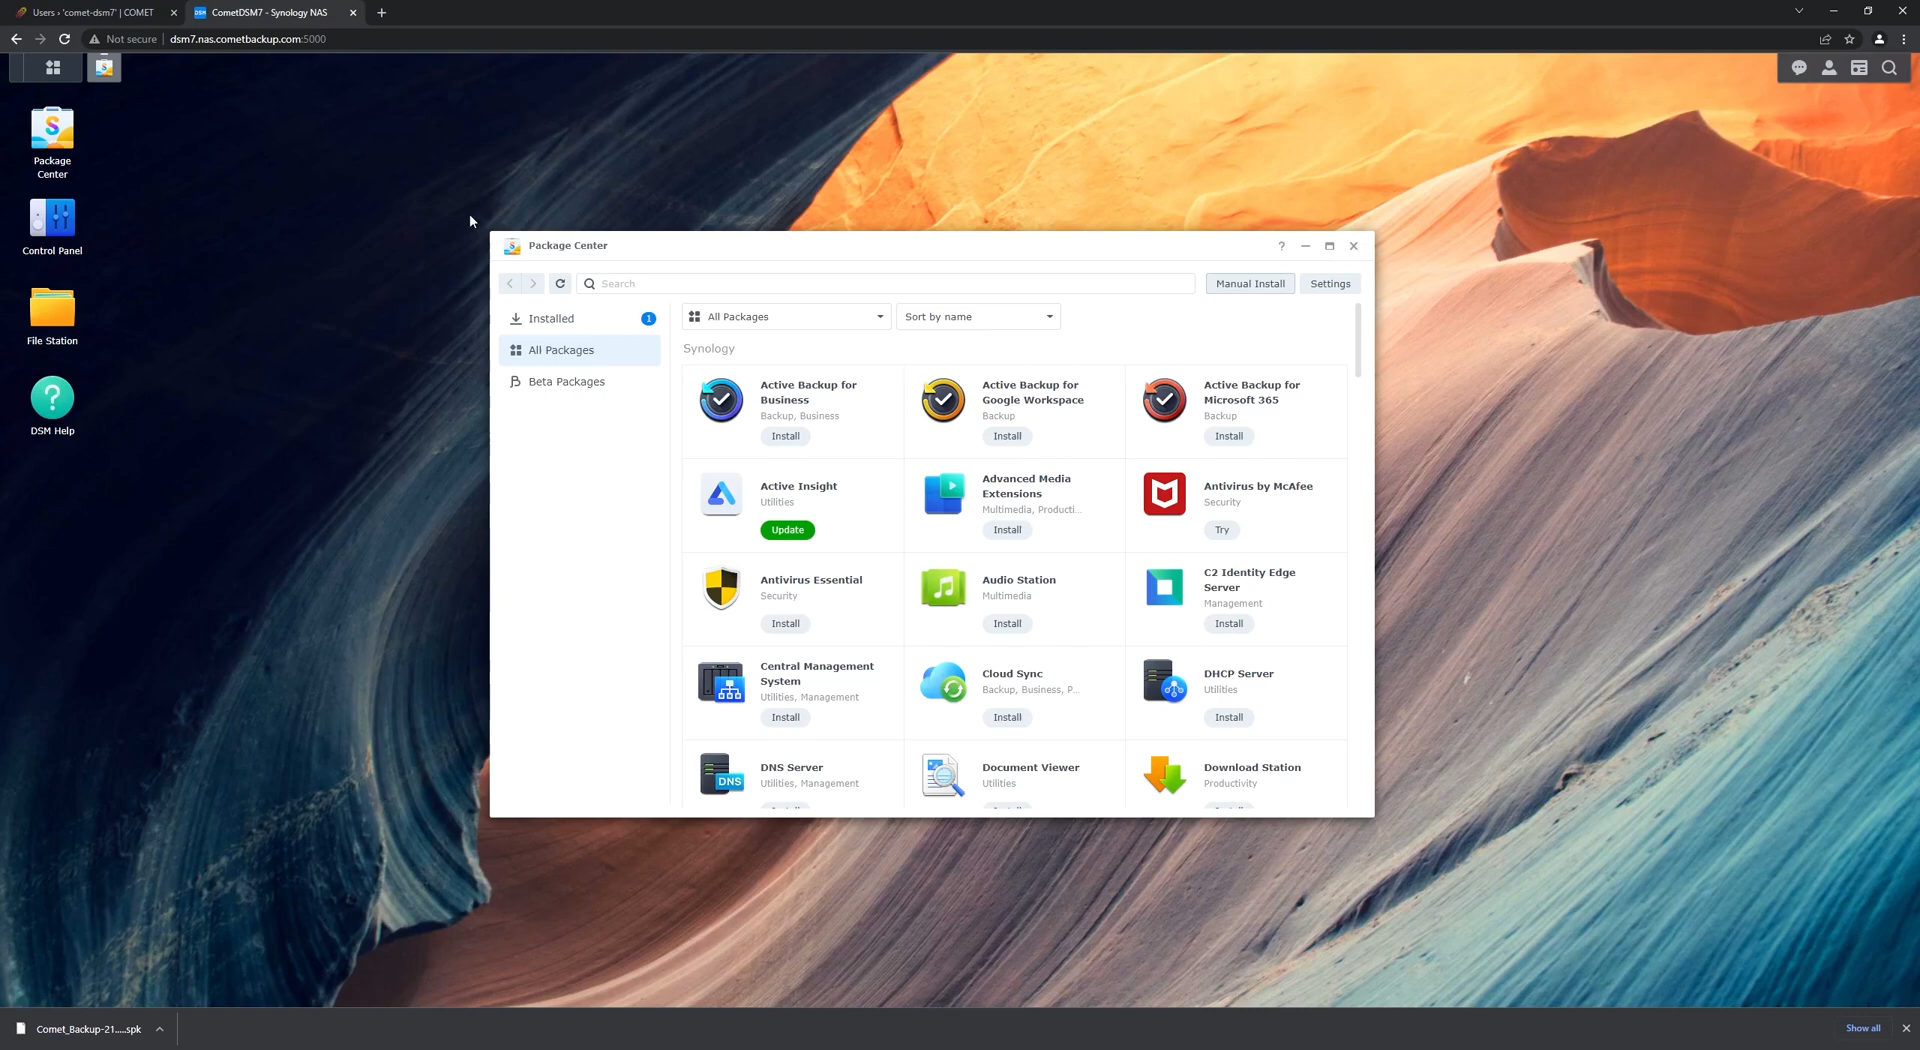 Users › 'comet-dsm7' | COMET
CometDSM7 - Synology NAS
Not secure
dsm7.nas.cometbackup.com:5000
Package
Center
Control Panel
File Station
DSM Help
Package Center
Search
Manual Install
Settings
Installed
1
All Packages
Beta Packages
All Packages
Sort by name
Synology
Active Backup for
Business
Backup, Business
Install
Active Backup for
Google Workspace
Backup
Install
Active Backup for
Microsoft 365
Backup
Install
Active Insight
Utilities
Update
Advanced Media
Extensions
Multimedia, Producti...
Install
Antivirus by McAfee
Security
Try
Antivirus Essential
Security
Install
Audio Station
Multimedia
Install
C2 Identity Edge
Server
Management
Install
Central Management
System
Utilities, Management
Install
Cloud Sync
Backup, Business, P...
Install
DHCP Server
Utilities
Install
DNS
DNS Server
Utilities, Management
Document Viewer
Utilities
Download Station
Productivity
Comet_Backup-21.....spk
Show all